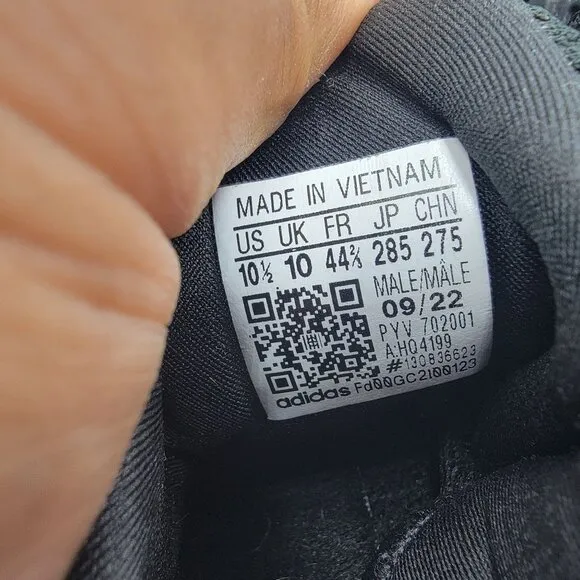 MADE IN VIETNAM
US UK FR JP CHN
10½ 10 44⅔ 285 275
MALE/MÂLE
09/22
PYV 702001
A:HQ4199
#130836623
adidas Fd00GC2I00123